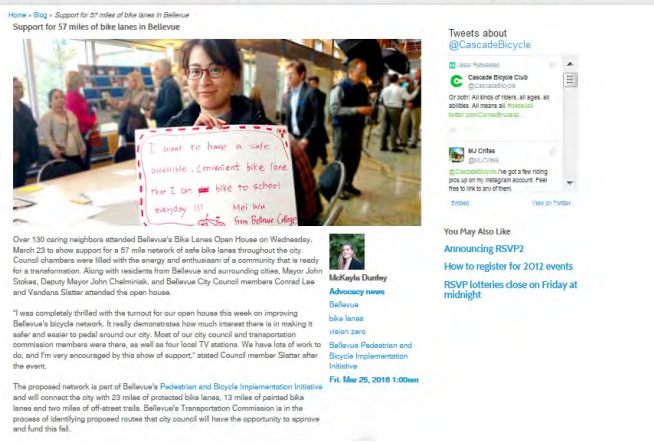 Home » Blog » Support for 57 miles of bike lanes in Bellevue
Support for 57 miles of bike lanes in Bellevue
I want to have a safe,
accessible, convenient bike lane
that I can bike to school
everyday !!!
Mei Wu
from Bellevue College
Over 130 caring neighbors attended Bellevue's Bike Lanes Open House on Wednesday,
March 23 to show support for a 57 mile network of safe bike lanes throughout the city.
Council chambers were filled with the energy and enthusiasm of a community that is ready
for a transformation. Along with residents from Bellevue and surrounding cities, Mayor John
Stokes, Deputy Mayor John Chelminiak, and Bellevue City Council members Conrad Lee
and Vandana Slatter attended the open house.
"I was completely thrilled with the turnout for our open house this week on improving
Bellevue's bicycle network. It really demonstrates how much interest there is in making it
safer and easier to pedal around our city. Most of our city council and transportation
commission members were there, as well as four local TV stations. We have lots of work to
do, and I'm very encouraged by this show of support," stated Council member Slatter after
the event.
The proposed network is part of Bellevue's Pedestrian and Bicycle Implementation Initiative
and will connect the city with 23 miles of protected bike lanes, 13 miles of painted bike
lanes and two miles of off-street trails. Bellevue's Transportation Commission is in the
process of identifying proposed routes that city council will have the opportunity to approve
and fund this fall.
McKayla Dunfey
Advocacy news
Bellevue
bike lanes
vision zero
Bellevue Pedestrian and
Bicycle Implementation
Initiative
Fri, Mar 25, 2016 1:00am
Tweets about
@CascadeBicycle
Retweeted
Cascade Bicycle Club
@CascadeBicycle
Or both! All kinds of riders, all ages, all
abilities. All means all.
MJ Crites
@MJCrites
@CascadeBicycle I've got a few riding
pics up on my instagram account. Feel
free to link to any of them.
Embed
View on Twitter
You May Also Like
Announcing RSVP2
How to register for 2012 events
RSVP lotteries close on Friday at
midnight